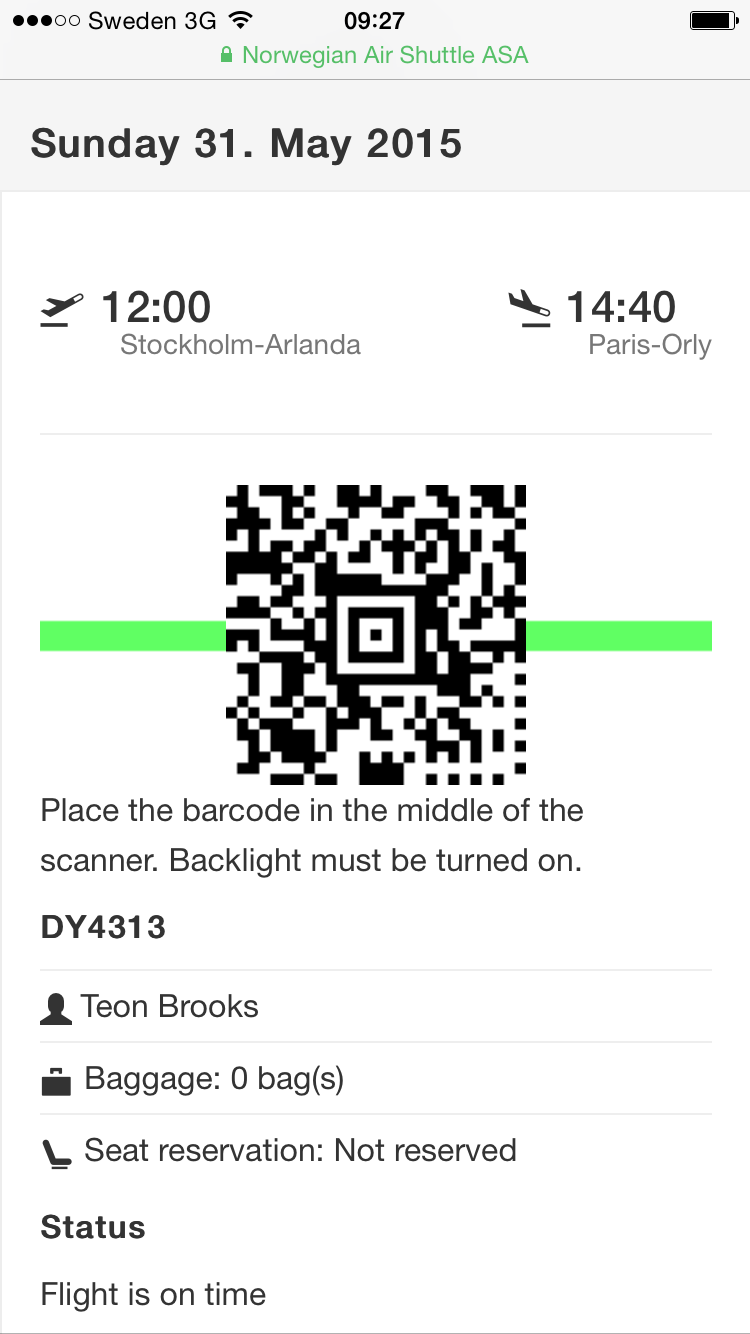 Sweden 3G 09:27
Norwegian Air Shuttle ASA
Sunday 31. May 2015
12:00 14:40
Stockholm-Arlanda Paris-Orly
Place the barcode in the middle of the
scanner. Backlight must be turned on.
DY4313
Teon Brooks
Baggage: 0 bag(s)
Seat reservation: Not reserved
Status
Flight is on time